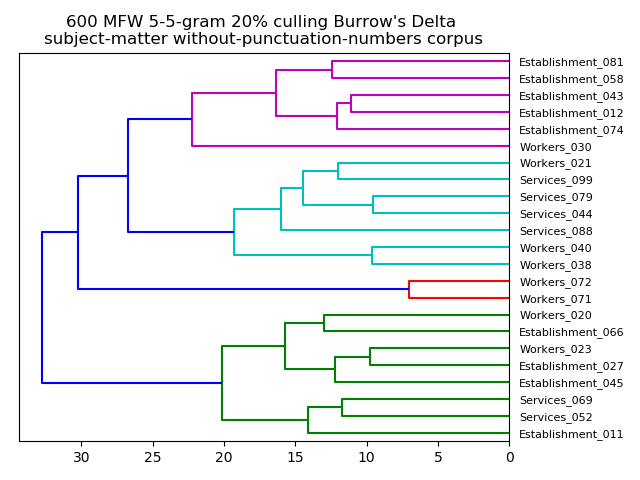 600 MFW 5-5-gram 20% culling Burrow's Delta
subject-matter without-punctuation-numbers corpus
Establishment_081
Establishment_058
Establishment_043
Establishment_012
Establishment_074
Workers_030
Workers_021
Services_099
Services_079
Services_044
Services_088
Workers_040
Workers_038
Workers_072
Workers_071
Workers_020
Establishment_066
Workers_023
Establishment_027
Establishment_045
Services_069
Services_052
Establishment_011
30 25 20 15 10 5 0